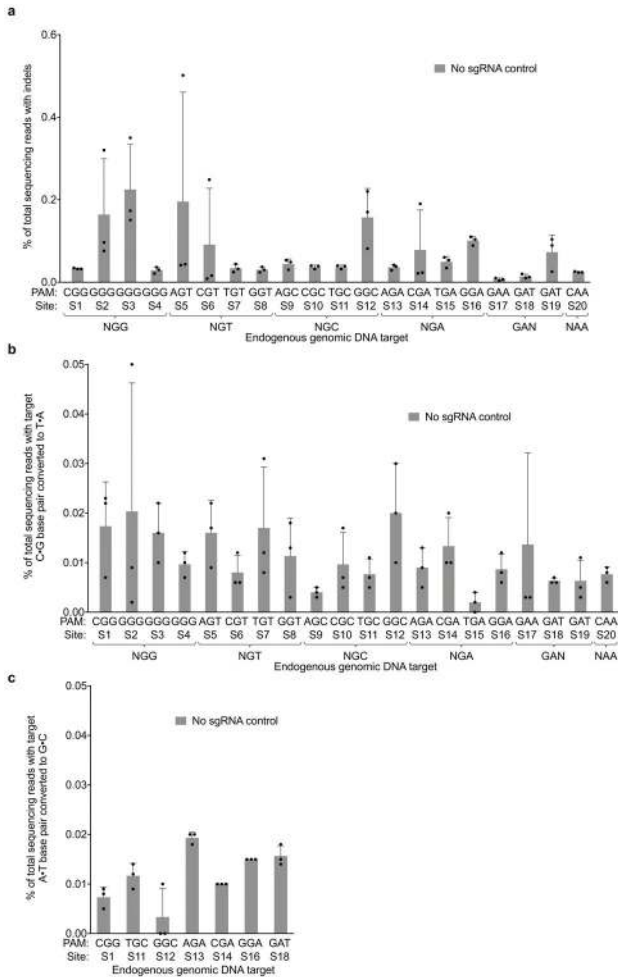 a
% of total sequencing reads with indels
0.6
0.4
0.2
0.0
No sgRNA control
PAM: CGG GGG GGG GGG AGT CGT TGT GGT AGC CGC TGC GGC AGA CGA TGA GGA GAA GAT GAT CAA
Site: S1 S2 S3 S4 S5 S6 S7 S8 S9 S10 S11 S12 S13 S14 S15 S16 S17 S18 S19 S20
NGG NGT NGC NGA GAN NAA
Endogenous genomic DNA target
b
% of total sequencing reads with target
C•G base pair converted to T•A
0.05
0.04
0.03
0.02
0.01
0.00
No sgRNA control
PAM: CGG GGG GGG GGG AGT CGT TGT GGT AGC CGC TGC GGC AGA CGA TGA GGA GAA GAT GAT CAA
Site: S1 S2 S3 S4 S5 S6 S7 S8 S9 S10 S11 S12 S13 S14 S15 S16 S17 S18 S19 S20
NGG NGT NGC NGA GAN NAA
Endogenous genomic DNA target
c
% of total sequencing reads with target
A•T base pair converted to G•C
0.05
0.04
0.03
0.02
0.01
0.00
No sgRNA control
PAM: CGG TGC GGC AGA CGA GGA GAT
Site: S1 S11 S12 S13 S14 S16 S18
Endogenous genomic DNA target